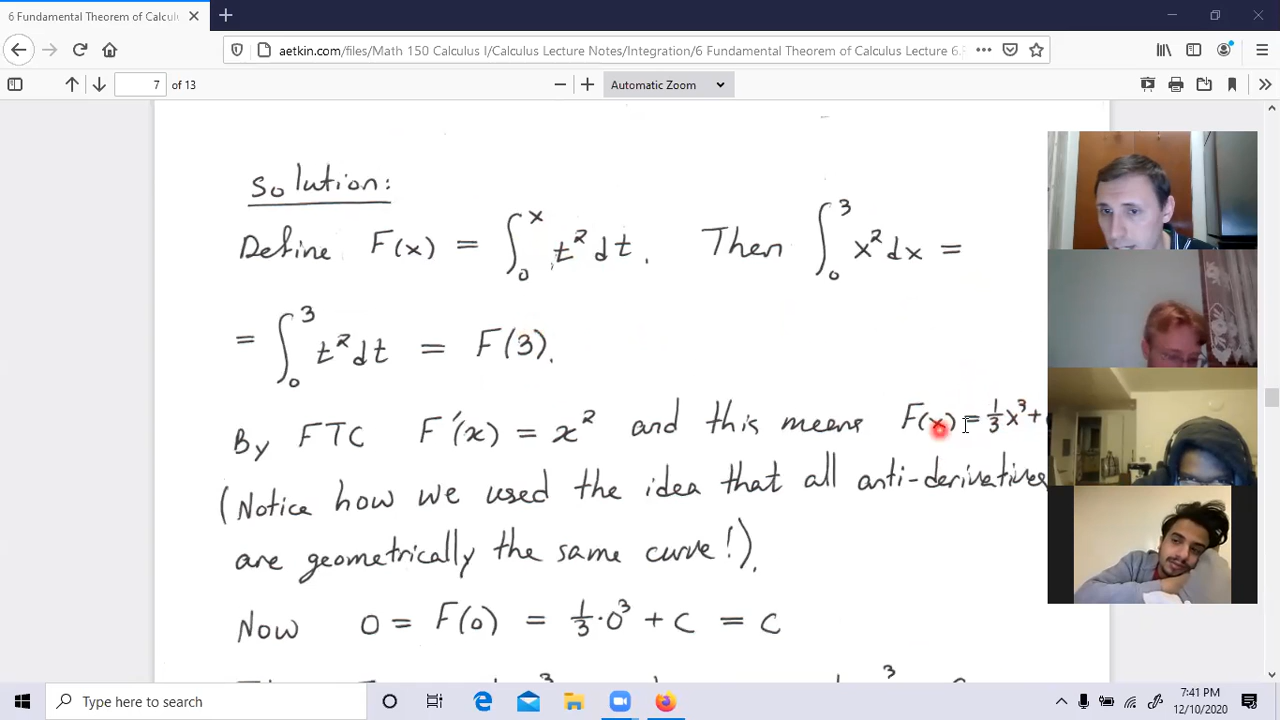 6 Fundamental Theorem of Calcul
aetkin.com/files/Math 150 Calculus I/Calculus Lecture Notes/Integration/6 Fundamental Theorem of Calculus Lecture 6.
7 of 13
Automatic Zoom
Solution:
Define F(x) = ∫₀ˣ t² dt. Then ∫₀³ x² dx =
= ∫₀³ t² dt = F(3).
By FTC F'(x) = x² and this means F(x) = 1/3 x³ +
(Notice how we used the idea that all anti-derivatives
are geometrically the same curve!).
Now 0 = F(0) = 1/3 · 0³ + C = C
Type here to search
7:41 PM
12/10/2020